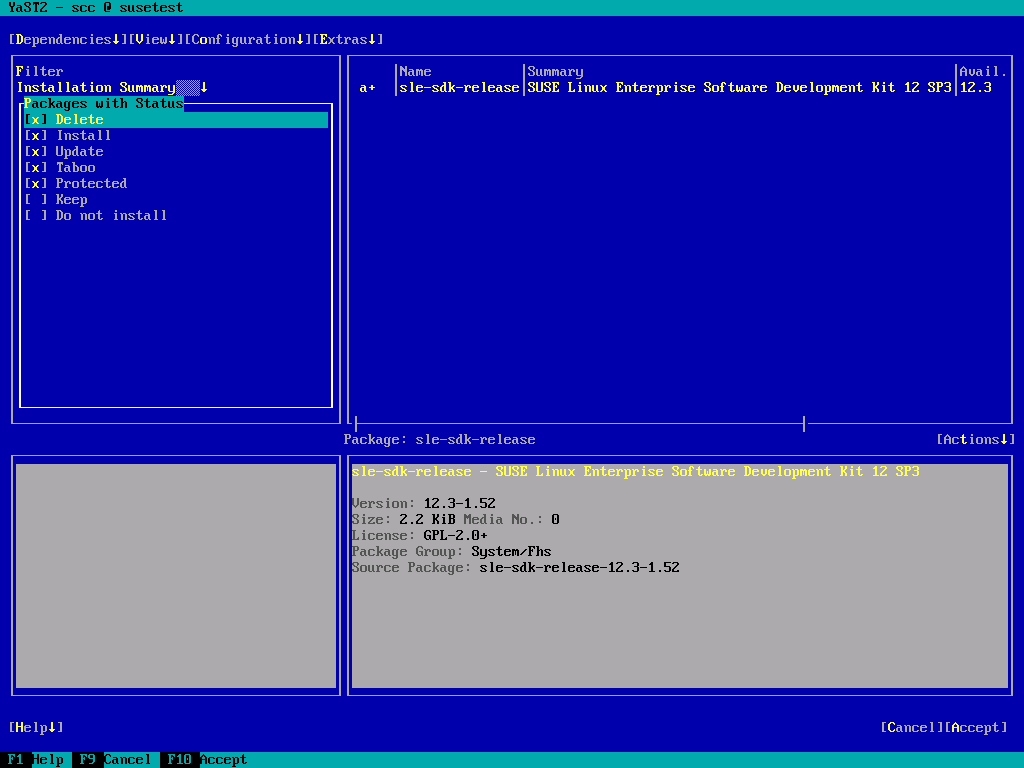 YaST2 - scc @ susetest
[Dependencies↓][View↓][Configuration↓][Extras↓]
Filter
Installation Summary▒▒▒↓
Packages with Status
[x] Delete
[x] Install
[x] Update
[x] Taboo
[x] Protected
[ ] Keep
[ ] Do not install
|Name |Summary |Avail.
a+ |sle-sdk-release|SUSE Linux Enterprise Software Development Kit 12 SP3|12.3
Package: sle-sdk-release [Actions↓]
sle-sdk-release - SUSE Linux Enterprise Software Development Kit 12 SP3
Version: 12.3-1.52
Size: 2.2 KiB Media No.: 0
License: GPL-2.0+
Package Group: System/Fhs
Source Package: sle-sdk-release-12.3-1.52
[Help↓] [Cancel][Accept]
F1 Help F9 Cancel F10 Accept